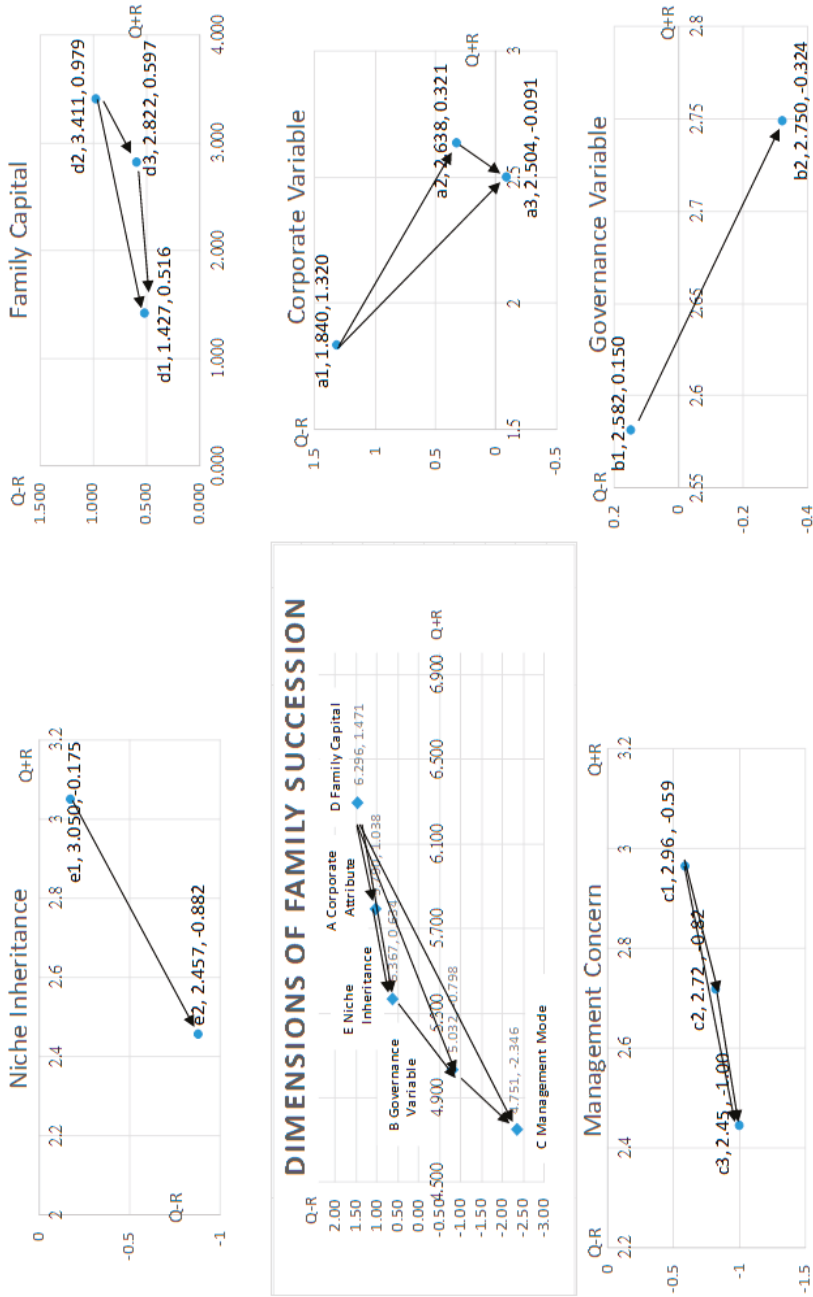 Niche Inheritance
Q+R
0
2
2.2
2.4
2.6
2.8
3
3.2
e1, 3.050, -0.175
-0.5
Q-R
e2, 2.457, -0.882
-1
Family Capital
Q-R
1.500
d2, 3.411, 0.979
1.000
Q+R
d3, 2.822, 0.597
0.500
d1, 1.427, 0.516
0.000
0.000
1.000
2.000
3.000
4.000
DIMENSIONS OF FAMILY SUCCESSION
Q-R
2.00
1.50
1.00
0.50
0.00
-0.50
-1.00
-1.50
-2.00
-2.50
-3.00
A Corporate
Attribute
D Family Capital
6.296, 1.471
1.038
E Niche
Inheritance
5.367, 0.634
4.500
4.900
5.300
5.700
6.100
6.500
6.900
Q+R
B Governance
Variable
5.032, -0.798
4.751, -2.346
C Management Mode
Corporate Variable
Q-R
1.5
a1, 1.840, 1.320
1
0.5
a2, 2.638, 0.321
Q+R
0
1.5
2
2.5
3
a3, 2.504, -0.091
-0.5
Management Concern
Q-R
Q+R
0
2.2
2.4
2.6
2.8
3
3.2
-0.5
c1, 2.96, -0.59
c2, 2.72, -0.82
-1
c3, 2.45, -1.00
-1.5
Governance Variable
Q-R
0.2
b1, 2.582, 0.150
Q+R
0
2.55
2.6
2.65
2.7
2.75
2.8
-0.2
b2, 2.750, -0.324
-0.4